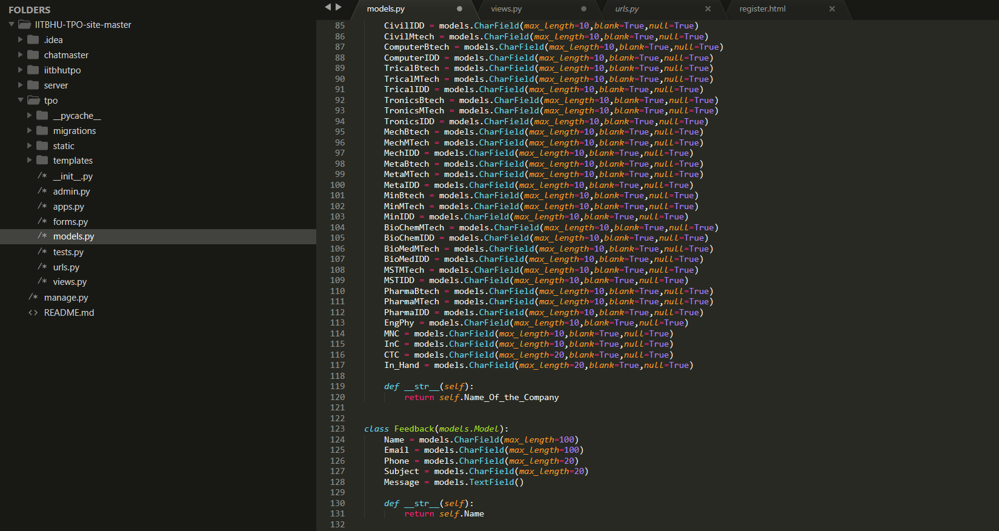 FOLDERS
IITBHU-TPO-site-master
.idea
chatmaster
iitbhutpo
server
tpo
__pycache__
migrations
static
templates
/* __init__.py
/* admin.py
/* apps.py
/* forms.py
/* models.py
/* tests.py
/* urls.py
/* views.py
/* manage.py
<> README.md
models.py views.py urls.py register.html
85 CivilIDD = models.CharField(max_length=10,blank=True,null=True)
86 CivilMtech = models.CharField(max_length=10,blank=True,null=True)
87 ComputerBtech = models.CharField(max_length=10,blank=True,null=True)
88 ComputerIDD = models.CharField(max_length=10,blank=True,null=True)
89 TricalBtech = models.CharField(max_length=10,blank=True,null=True)
90 TricalMTech = models.CharField(max_length=10,blank=True,null=True)
91 TricalIDD = models.CharField(max_length=10,blank=True,null=True)
92 TronicsBtech = models.CharField(max_length=10,blank=True,null=True)
93 TronicsMTech = models.CharField(max_length=10,blank=True,null=True)
94 TronicsIDD = models.CharField(max_length=10,blank=True,null=True)
95 MechBtech = models.CharField(max_length=10,blank=True,null=True)
96 MechMTech = models.CharField(max_length=10,blank=True,null=True)
97 MechIDD = models.CharField(max_length=10,blank=True,null=True)
98 MetaBtech = models.CharField(max_length=10,blank=True,null=True)
99 MetaMTech = models.CharField(max_length=10,blank=True,null=True)
100 MetaIDD = models.CharField(max_length=10,blank=True,null=True)
101 MinBtech = models.CharField(max_length=10,blank=True,null=True)
102 MinMTech = models.CharField(max_length=10,blank=True,null=True)
103 MinIDD = models.CharField(max_length=10,blank=True,null=True)
104 BioChemMTech = models.CharField(max_length=10,blank=True,null=True)
105 BioChemIDD = models.CharField(max_length=10,blank=True,null=True)
106 BioMedMTech = models.CharField(max_length=10,blank=True,null=True)
107 BioMedIDD = models.CharField(max_length=10,blank=True,null=True)
108 MSTMTech = models.CharField(max_length=10,blank=True,null=True)
109 MSTIDD = models.CharField(max_length=10,blank=True,null=True)
110 PharmaBtech = models.CharField(max_length=10,blank=True,null=True)
111 PharmaMTech = models.CharField(max_length=10,blank=True,null=True)
112 PharmaIDD = models.CharField(max_length=10,blank=True,null=True)
113 EngPhy = models.CharField(max_length=10,blank=True,null=True)
114 MNC = models.CharField(max_length=10,blank=True,null=True)
115 InC = models.CharField(max_length=10,blank=True,null=True)
116 CTC = models.CharField(max_length=20,blank=True,null=True)
117 In_Hand = models.CharField(max_length=20,blank=True,null=True)
118
119 def __str__(self):
120 return self.Name_Of_the_Company
121
122
123 class Feedback(models.Model):
124 Name = models.CharField(max_length=100)
125 Email = models.CharField(max_length=100)
126 Phone = models.CharField(max_length=20)
127 Subject = models.CharField(max_length=20)
128 Message = models.TextField()
129
130 def __str__(self):
131 return self.Name
132